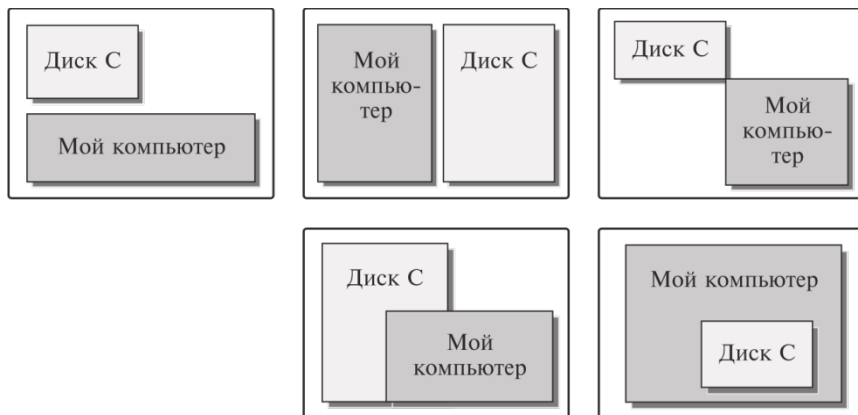 Диск С
Мой компьютер
Мой
компью-
тер
Диск С
Диск С
Мой
компью-
тер
Диск С
Мой
компьютер
Мой компьютер
Диск С